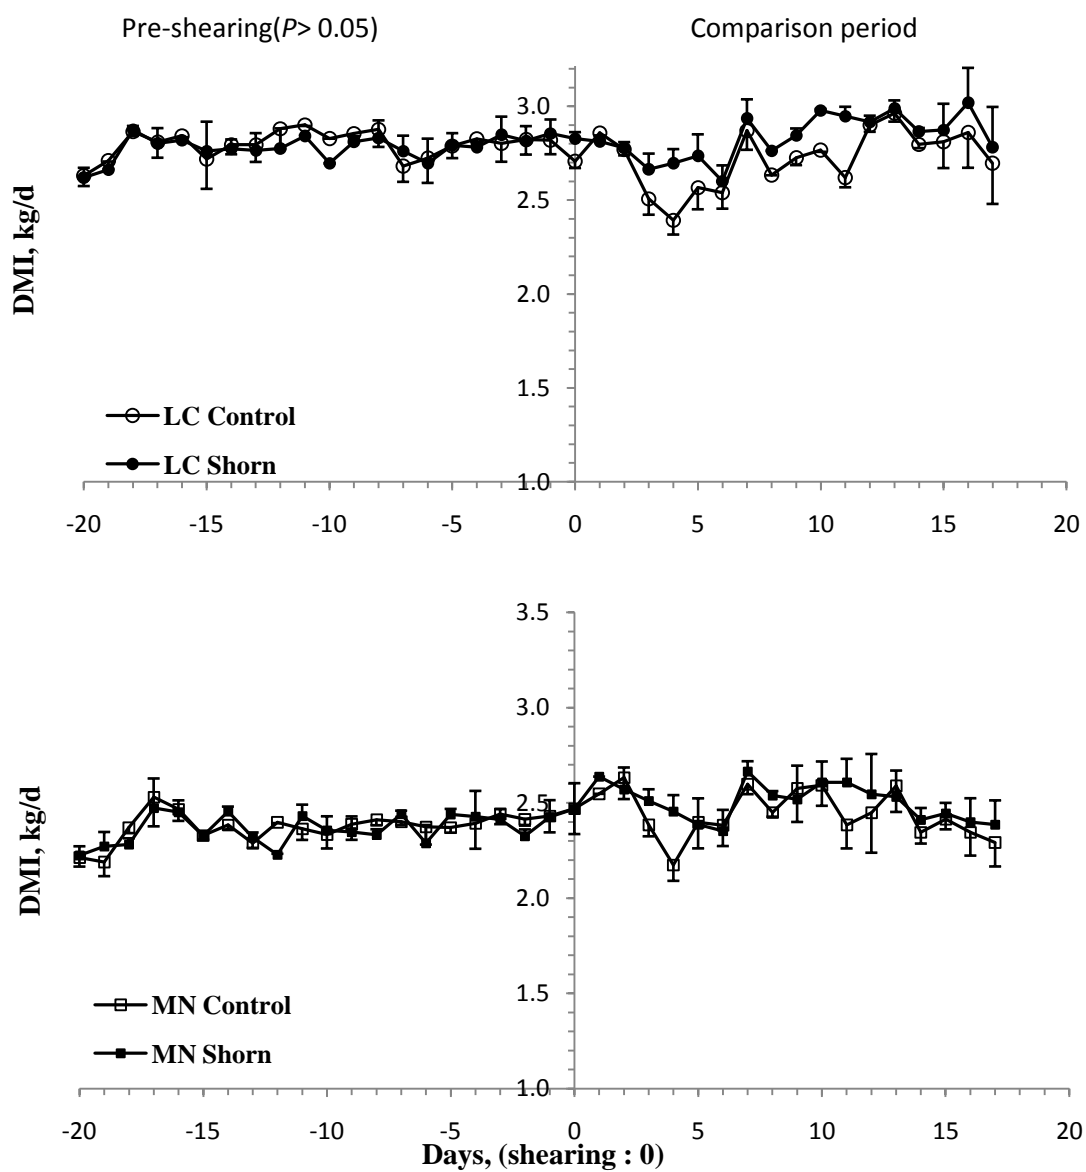 Pre-shearing(P> 0.05) Comparison period
DMI, kg/d
3.0
2.5
2.0
1.5
1.0
LC Control
LC Shorn
-20 -15 -10 -5 0 5 10 15 20
DMI, kg/d
3.5
3.0
2.5
2.0
1.5
1.0
MN Control
MN Shorn
-20 -15 -10 -5 0 5 10 15 20
Days, (shearing : 0)